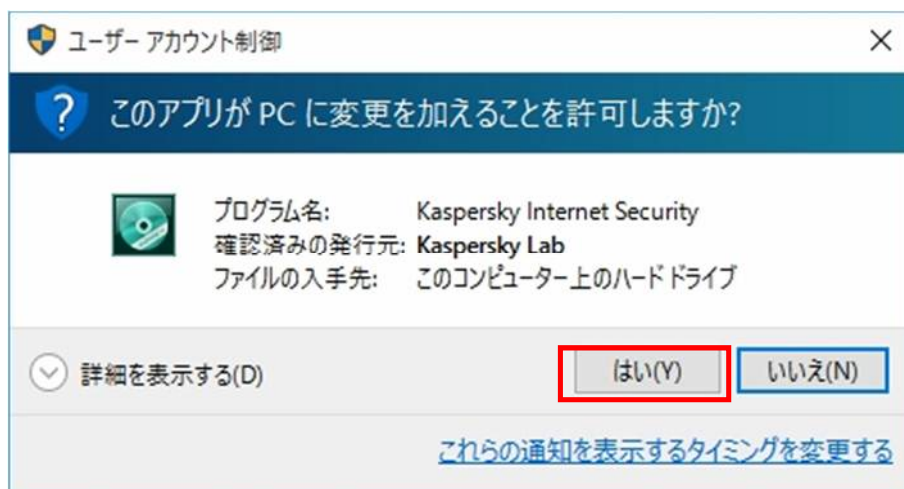 ユーザー アカウント制御
このアプリが PC に変更を加えることを許可しますか?
プログラム名: Kaspersky Internet Security
確認済みの発行元: Kaspersky Lab
ファイルの入手先: このコンピューター上のハード ドライブ
詳細を表示する(D) はい(Y) いいえ(N)
これらの通知を表示するタイミングを変更する